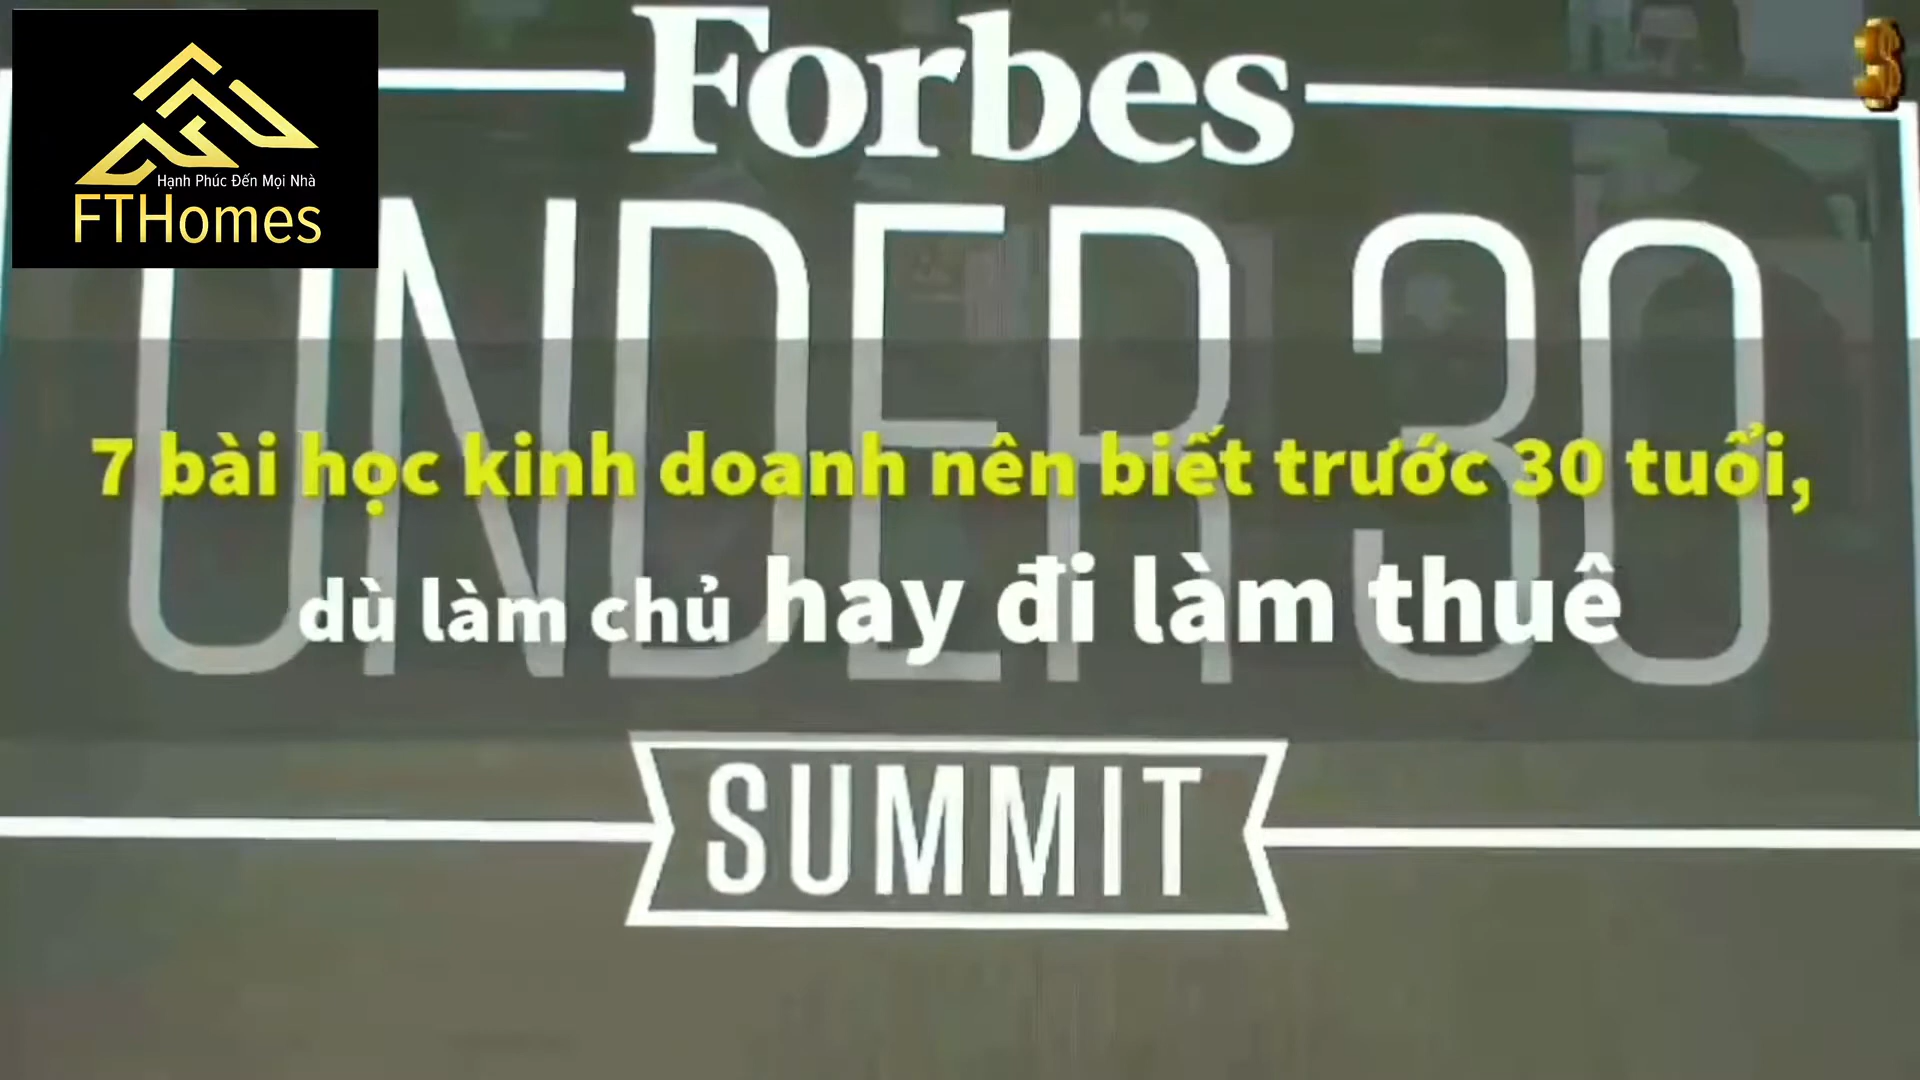 Forbes
Hạnh Phúc Đến Mọi Nhà
FTHomes
UNDER 30
7 bài học kinh doanh nên biết trước 30 tuổi,
dù làm chủ hay đi làm thuê
SUMMIT